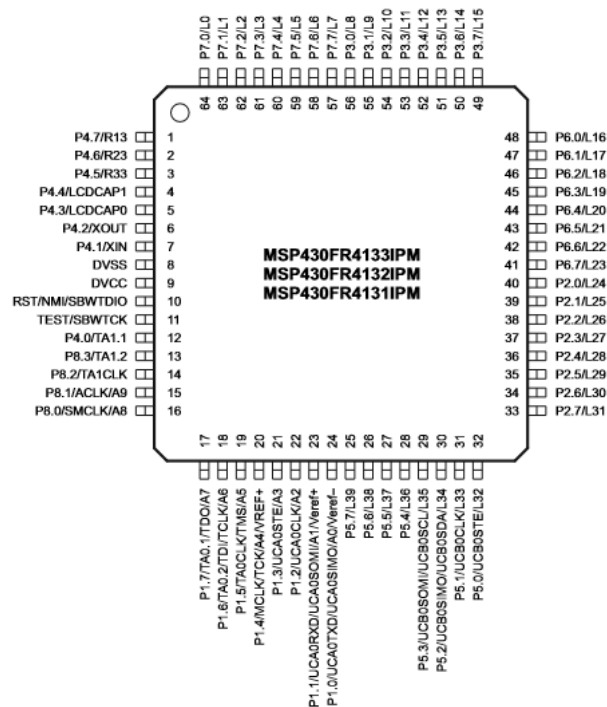 P7.0/L0
P7.1/L1
P7.2/L2
P7.3/L3
P7.4/L4
P7.5/L5
P7.6/L6
P7.7/L7
P3.0/L8
P3.1/L9
P3.2/L10
P3.3/L11
P3.4/L12
P3.5/L13
P3.6/L14
P3.7/L15
64 63 62 61 60 59 58 57 56 55 54 53 52 51 50 49
P4.7/R13 1
P4.6/R23 2
P4.5/R33 3
P4.4/LCDCAP1 4
P4.3/LCDCAP0 5
P4.2/XOUT 6
P4.1/XIN 7
DVSS 8
DVCC 9
RST/NMI/SBWTDIO 10
TEST/SBWTCK 11
P4.0/TA1.1 12
P8.3/TA1.2 13
P8.2/TA1CLK 14
P8.1/ACLK/A9 15
P8.0/SMCLK/A8 16
MSP430FR4133IPM
MSP430FR4132IPM
MSP430FR4131IPM
48 P6.0/L16
47 P6.1/L17
46 P6.2/L18
45 P6.3/L19
44 P6.4/L20
43 P6.5/L21
42 P6.6/L22
41 P6.7/L23
40 P2.0/L24
39 P2.1/L25
38 P2.2/L26
37 P2.3/L27
36 P2.4/L28
35 P2.5/L29
34 P2.6/L30
33 P2.7/L31
17 18 19 20 21 22 23 24 25 26 27 28 29 30 31 32
P1.7/TA0.1/TDO/A7
P1.6/TA0.2/TDI/TCLK/A6
P1.5/TA0CLK/TMS/A5
P1.4/MCLK/TCK/A4/VREF+
P1.3/UCA0STE/A3
P1.2/UCA0CLK/A2
P1.1/UCA0RXD/UCA0SOMI/A1/Veref+
P1.0/UCA0TXD/UCA0SIMO/A0/Veref−
P5.7/L39
P5.6/L38
P5.5/L37
P5.4/L36
P5.3/UCB0SOMI/UCB0SCL/L35
P5.2/UCB0SIMO/UCB0SDA/L34
P5.1/UCB0CLK/L33
P5.0/UCB0STE/L32